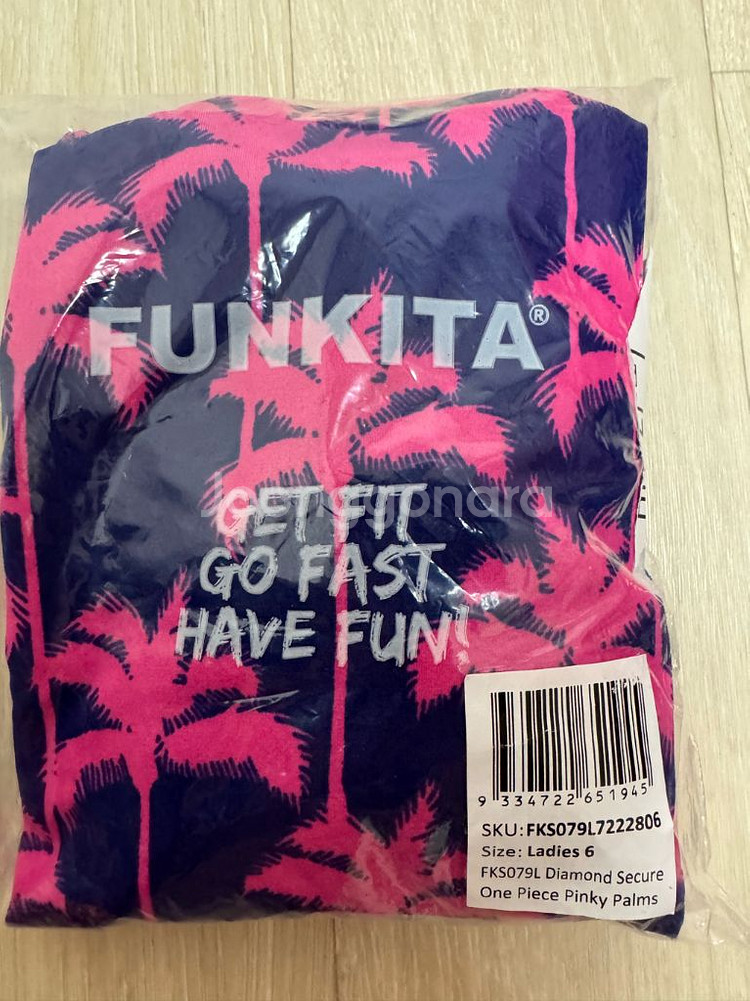 FUNKITA®
Joonggonara
GET FIT
GO FAST
HAVE FUN!
9 334722 651945
SKU: FKS079L7222806
Size: Ladies 6
FKS079L Diamond Secure
One Piece Pinky Palms